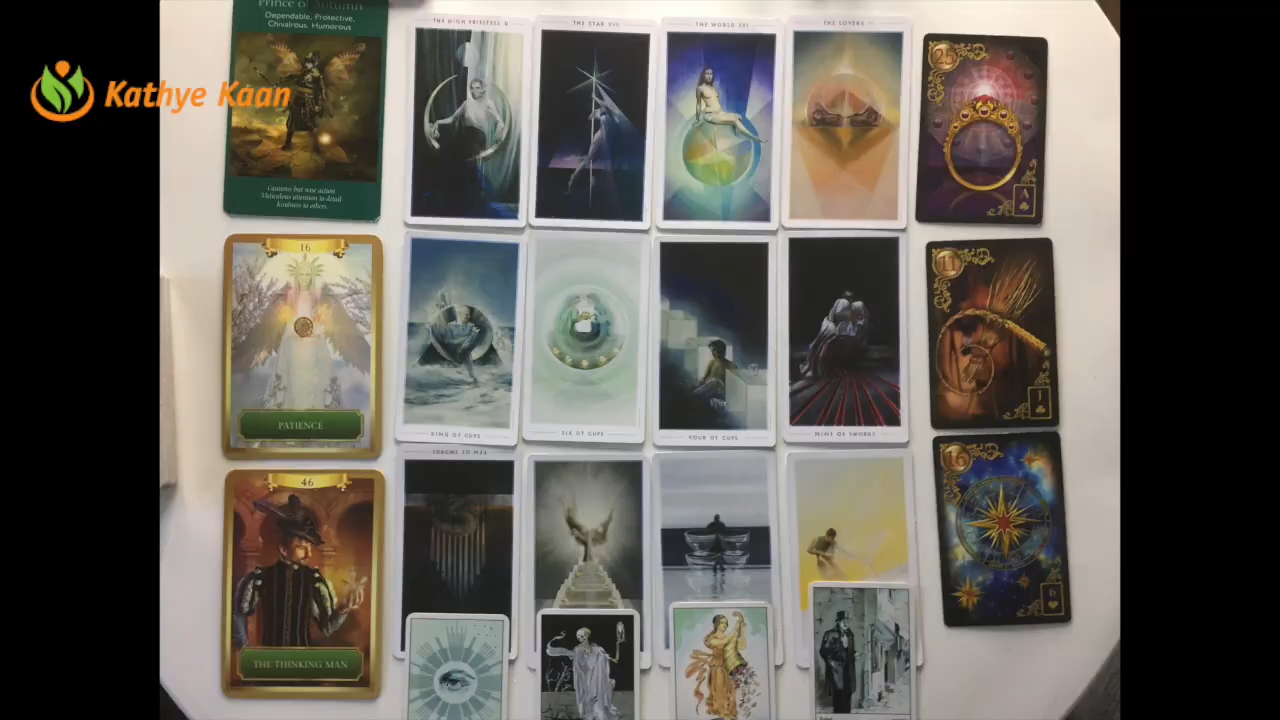 Prince of Autumn
Dependable, Protective,
Chivalrous, Humorous
Cautious but wise action
Meticulous attention to detail
Kindness to others.
Kathye Kaan
THE HIGH PRIESTESS II
THE STAR XVII
THE WORLD XXI
THE LOVERS VI
25
A
16
PATIENCE
KING OF CUPS
SIX OF CUPS
FOUR OF CUPS
NINE OF SWORDS
11
J
46
THE THINKING MAN
16
6